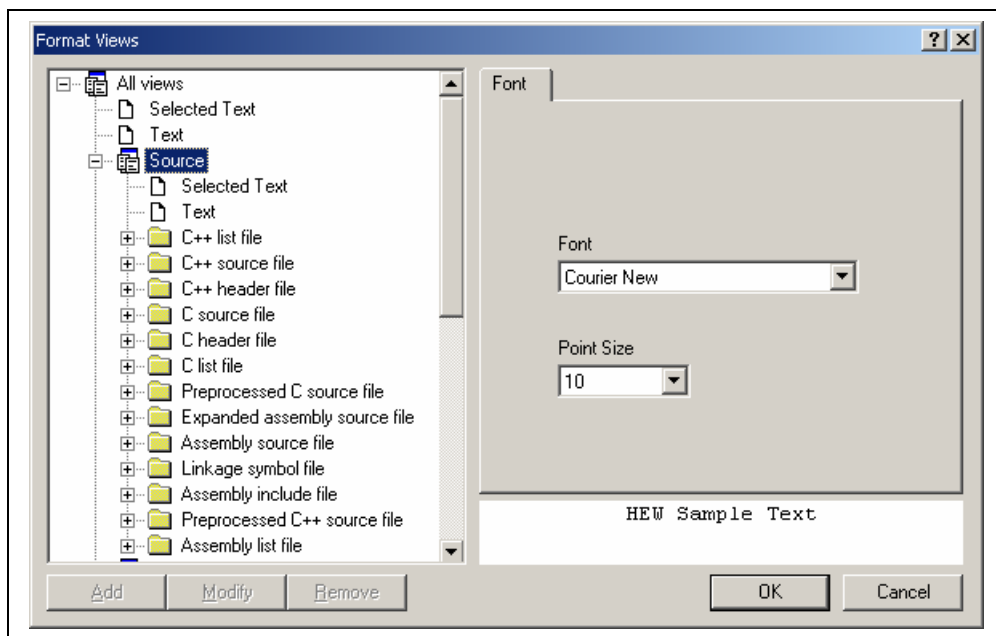 Format Views
All views
Selected Text
Text
Source
Selected Text
Text
C++ list file
C++ source file
C++ header file
C source file
C header file
C list file
Preprocessed C source file
Expanded assembly source file
Assembly source file
Linkage symbol file
Assembly include file
Preprocessed C++ source file
Assembly list file
Font
Font
Courier New
Point Size
10
HEW Sample Text
Add Modify Remove OK Cancel